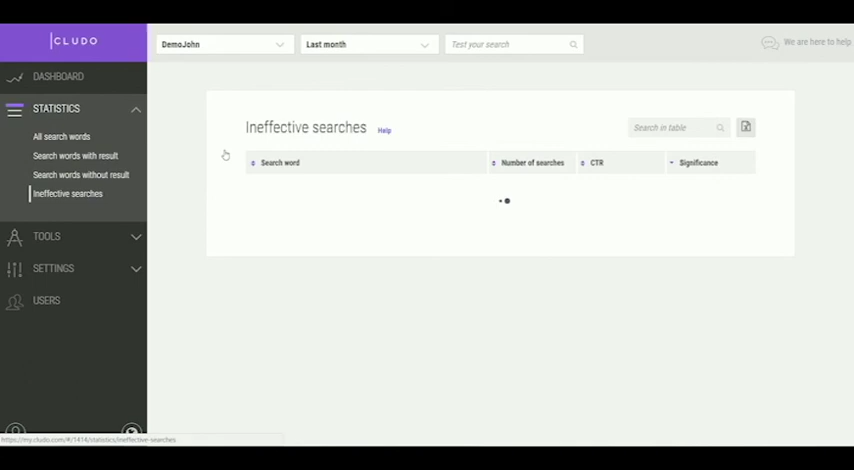 CLUDO
DemoJohn
Last month
Test your search
We are here to help
DASHBOARD
STATISTICS
All search words
Search words with result
Search words without result
Ineffective searches
TOOLS
SETTINGS
USERS
Ineffective searches
Help
Search in table
Search word
Number of searches
CTR
Significance
https://my.cludo.com/#/1414/statistics/ineffective-searches